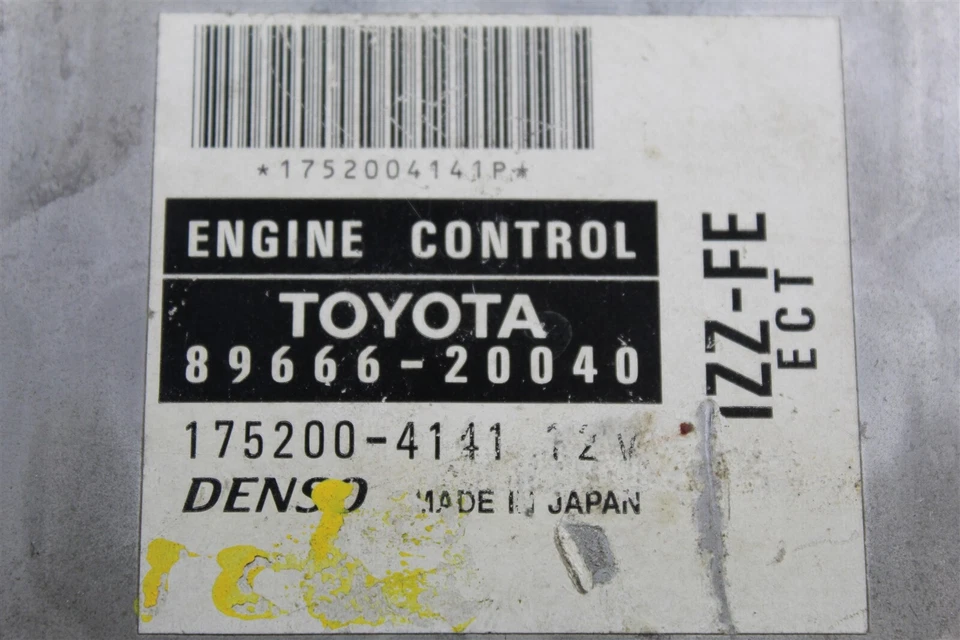 *1752004141P*
ENGINE CONTROL
TOYOTA
89666-20040
175200-4141 12V
DENSO MADE IN JAPAN
1ZZ-FE
ECT